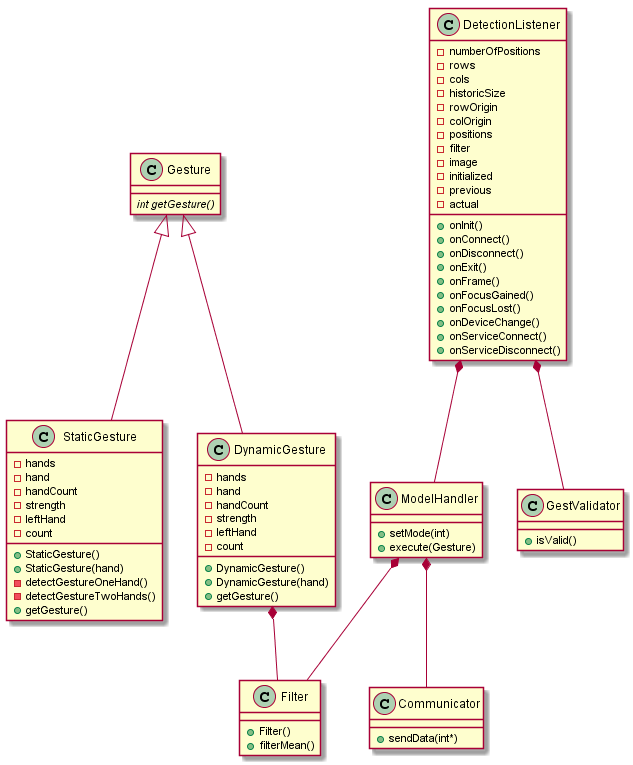 C DetectionListener
numberOfPositions
rows
cols
historicSize
rowOrigin
colOrigin
positions
filter
image
initialized
previous
actual
onInit()
onConnect()
onDisconnect()
onExit()
onFrame()
onFocusGained()
onFocusLost()
onDeviceChange()
onServiceConnect()
onServiceDisconnect()
C Gesture
int getGesture()
C StaticGesture
hands
hand
handCount
strength
leftHand
count
StaticGesture()
StaticGesture(hand)
detectGestureOneHand()
detectGestureTwoHands()
getGesture()
C DynamicGesture
hands
hand
handCount
strength
leftHand
count
DynamicGesture()
DynamicGesture(hand)
getGesture()
C ModelHandler
setMode(int)
execute(Gesture)
C GestValidator
isValid()
C Filter
Filter()
filterMean()
C Communicator
sendData(int*)